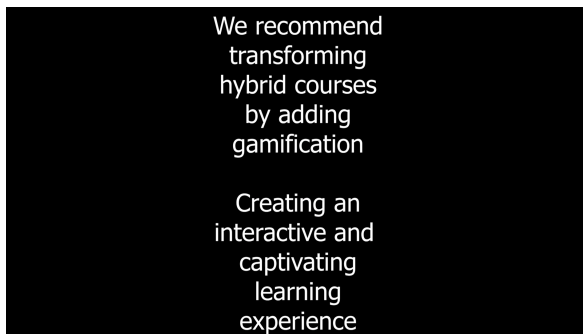 We recommend
transforming
hybrid courses
by adding
gamification
Creating an
interactive and
captivating
learning
experience